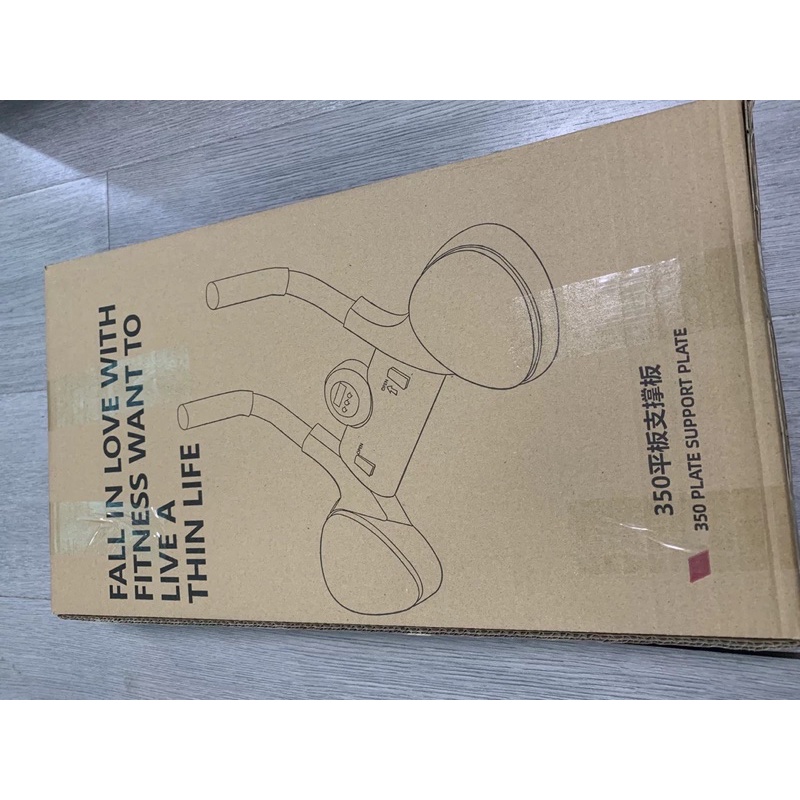 FALL IN LOVE WITH
FITNESS WANT TO
LIVE A
THIN LIFE
350平板支撑板
350 PLATE SUPPORT PLATE